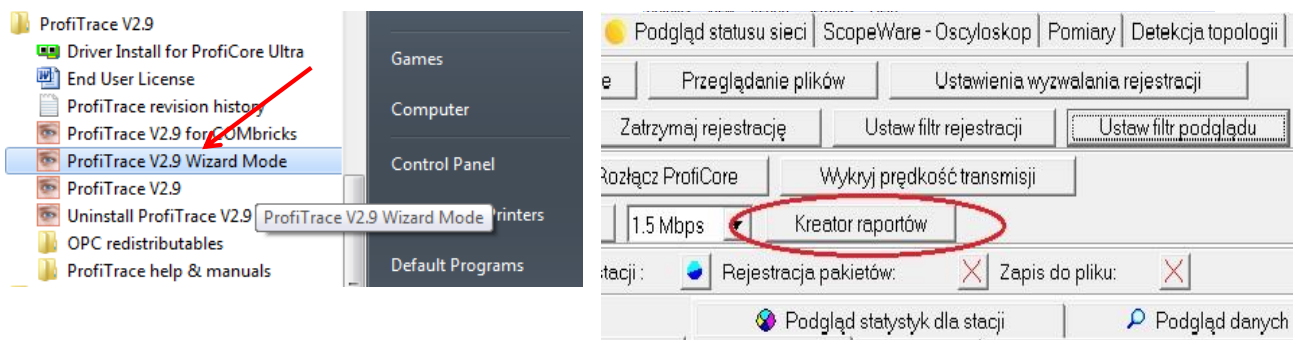 ProfiTrace V2.9
Driver Install for ProfiCore Ultra
End User License
ProfiTrace revision history
ProfiTrace V2.9 for COMbricks
ProfiTrace V2.9 Wizard Mode
ProfiTrace V2.9
Uninstall ProfiTrace V2.9
ProfiTrace V2.9 Wizard Mode
OPC redistributables
ProfiTrace help & manuals
Games
Computer
Control Panel
Printers
Default Programs
Podgląd statusu sieci ScopeWare - Oscyloskop Pomiary Detekcja topologii
e Przeglądanie plików Ustawienia wyzwalania rejestracji
Zatrzymaj rejestrację Ustaw filtr rejestracji Ustaw filtr podglądu
Rozłącz ProfiCore Wykryj prędkość transmisji
1.5 Mbps Kreator raportów
stacji : Rejestracja pakietów: Zapis do pliku:
Podgląd statystyk dla stacji Podgląd danych